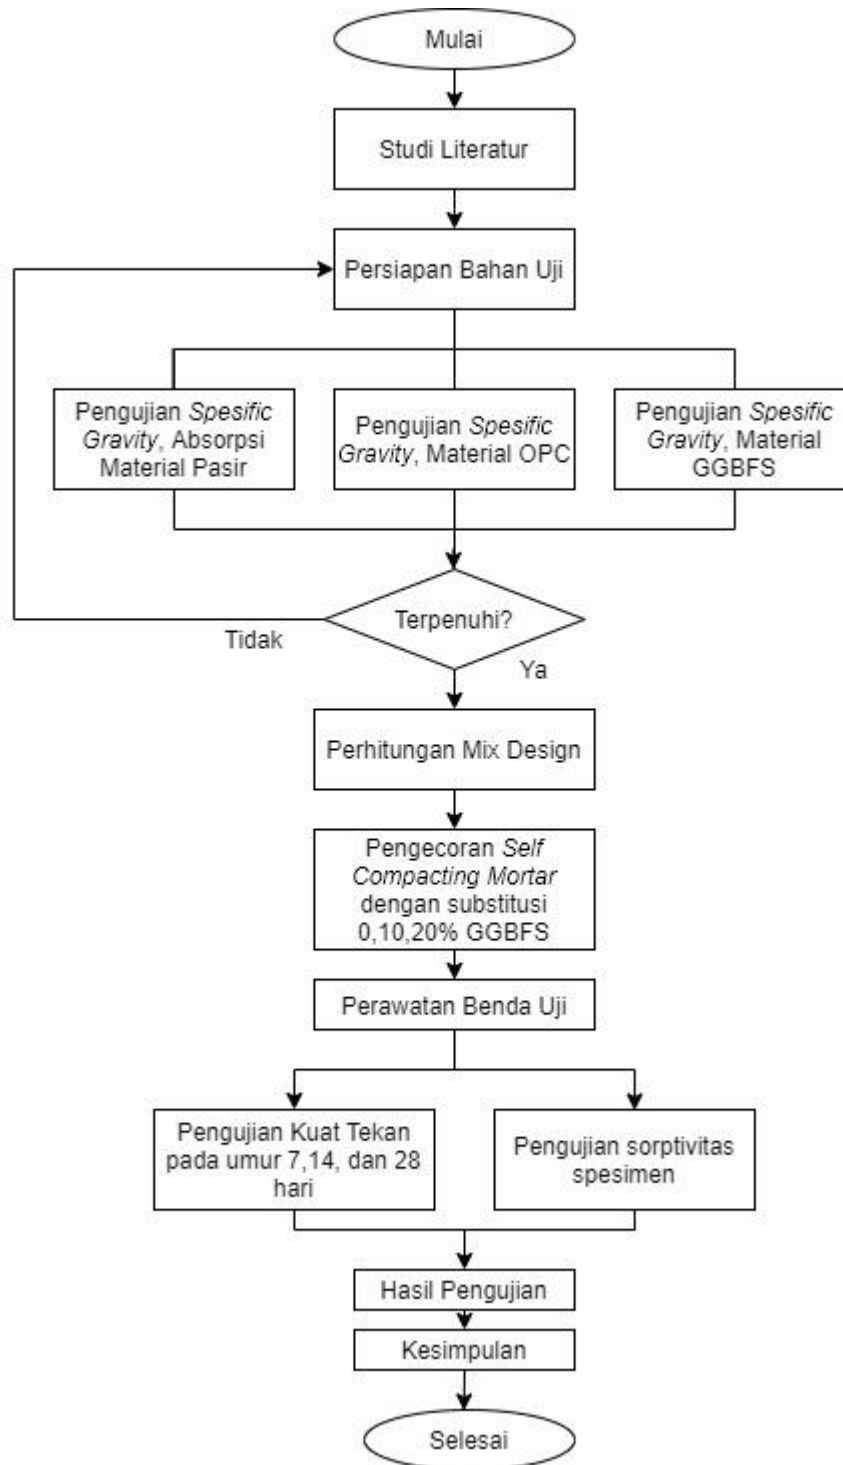 Mulai
Studi Literatur
Persiapan Bahan Uji
Pengujian Spesific
Gravity, Absorpsi
Material Pasir
Pengujian Spesific
Gravity, Material OPC
Pengujian Spesific
Gravity, Material
GGBFS
Terpenuhi?
Tidak
Ya
Perhitungan Mix Design
Pengecoran Self
Compacting Mortar
dengan substitusi
0,10,20% GGBFS
Perawatan Benda Uji
Pengujian Kuat Tekan
pada umur 7,14, dan 28
hari
Pengujian sorptivitas
spesimen
Hasil Pengujian
Kesimpulan
Selesai